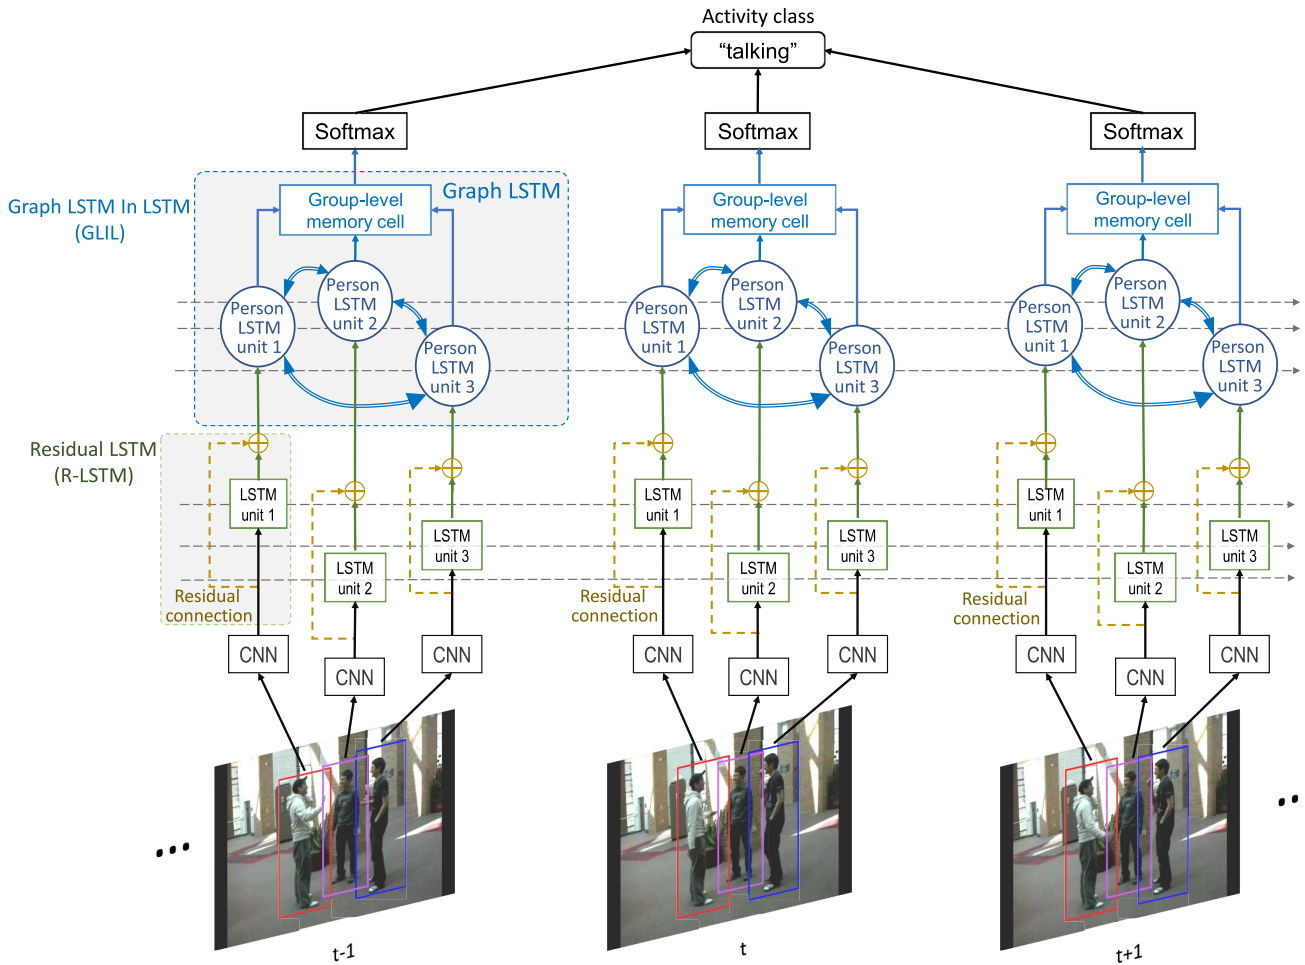 Activity class
“talking”
Softmax
Softmax
Softmax
Graph LSTM In LSTM
(GLIL)
Graph LSTM
Group-level
memory cell
Group-level
memory cell
Group-level
memory cell
Person
LSTM
unit 1
Person
LSTM
unit 2
Person
LSTM
unit 3
Person
LSTM
unit 1
Person
LSTM
unit 2
Person
LSTM
unit 3
Person
LSTM
unit 1
Person
LSTM
unit 2
Person
LSTM
unit 3
Residual LSTM
(R-LSTM)
LSTM
unit 1
LSTM
unit 2
LSTM
unit 3
Residual
connection
LSTM
unit 1
LSTM
unit 2
LSTM
unit 3
Residual
connection
LSTM
unit 1
LSTM
unit 2
LSTM
unit 3
Residual
connection
CNN
CNN
CNN
CNN
CNN
CNN
CNN
CNN
CNN
...
..
t-1
t
t+1